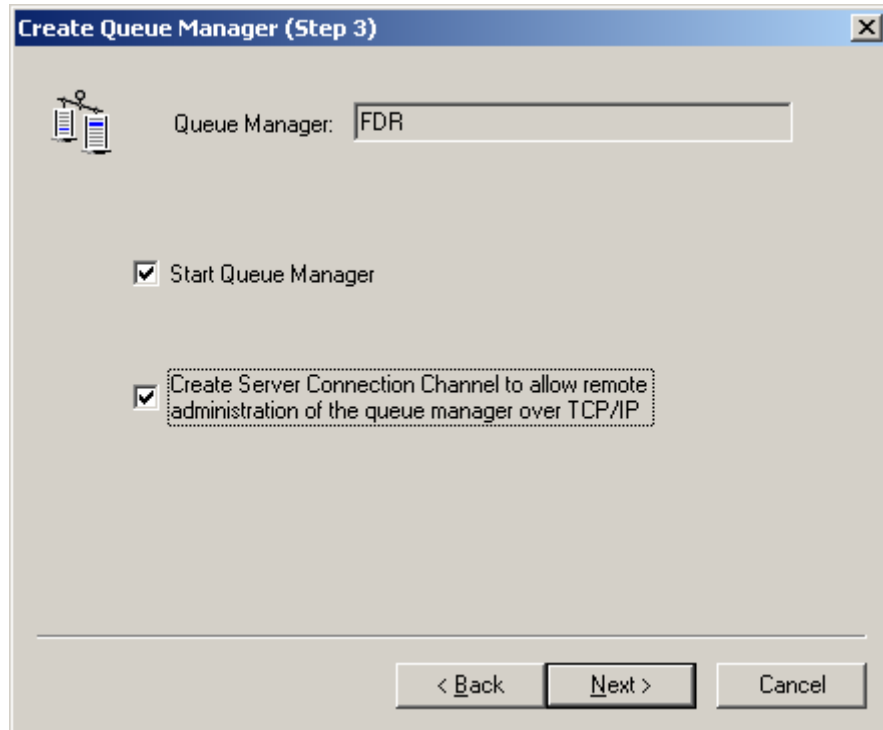 Create Queue Manager (Step 3)
Queue Manager: FDR
Start Queue Manager
Create Server Connection Channel to allow remote
administration of the queue manager over TCP/IP
< Back Next > Cancel